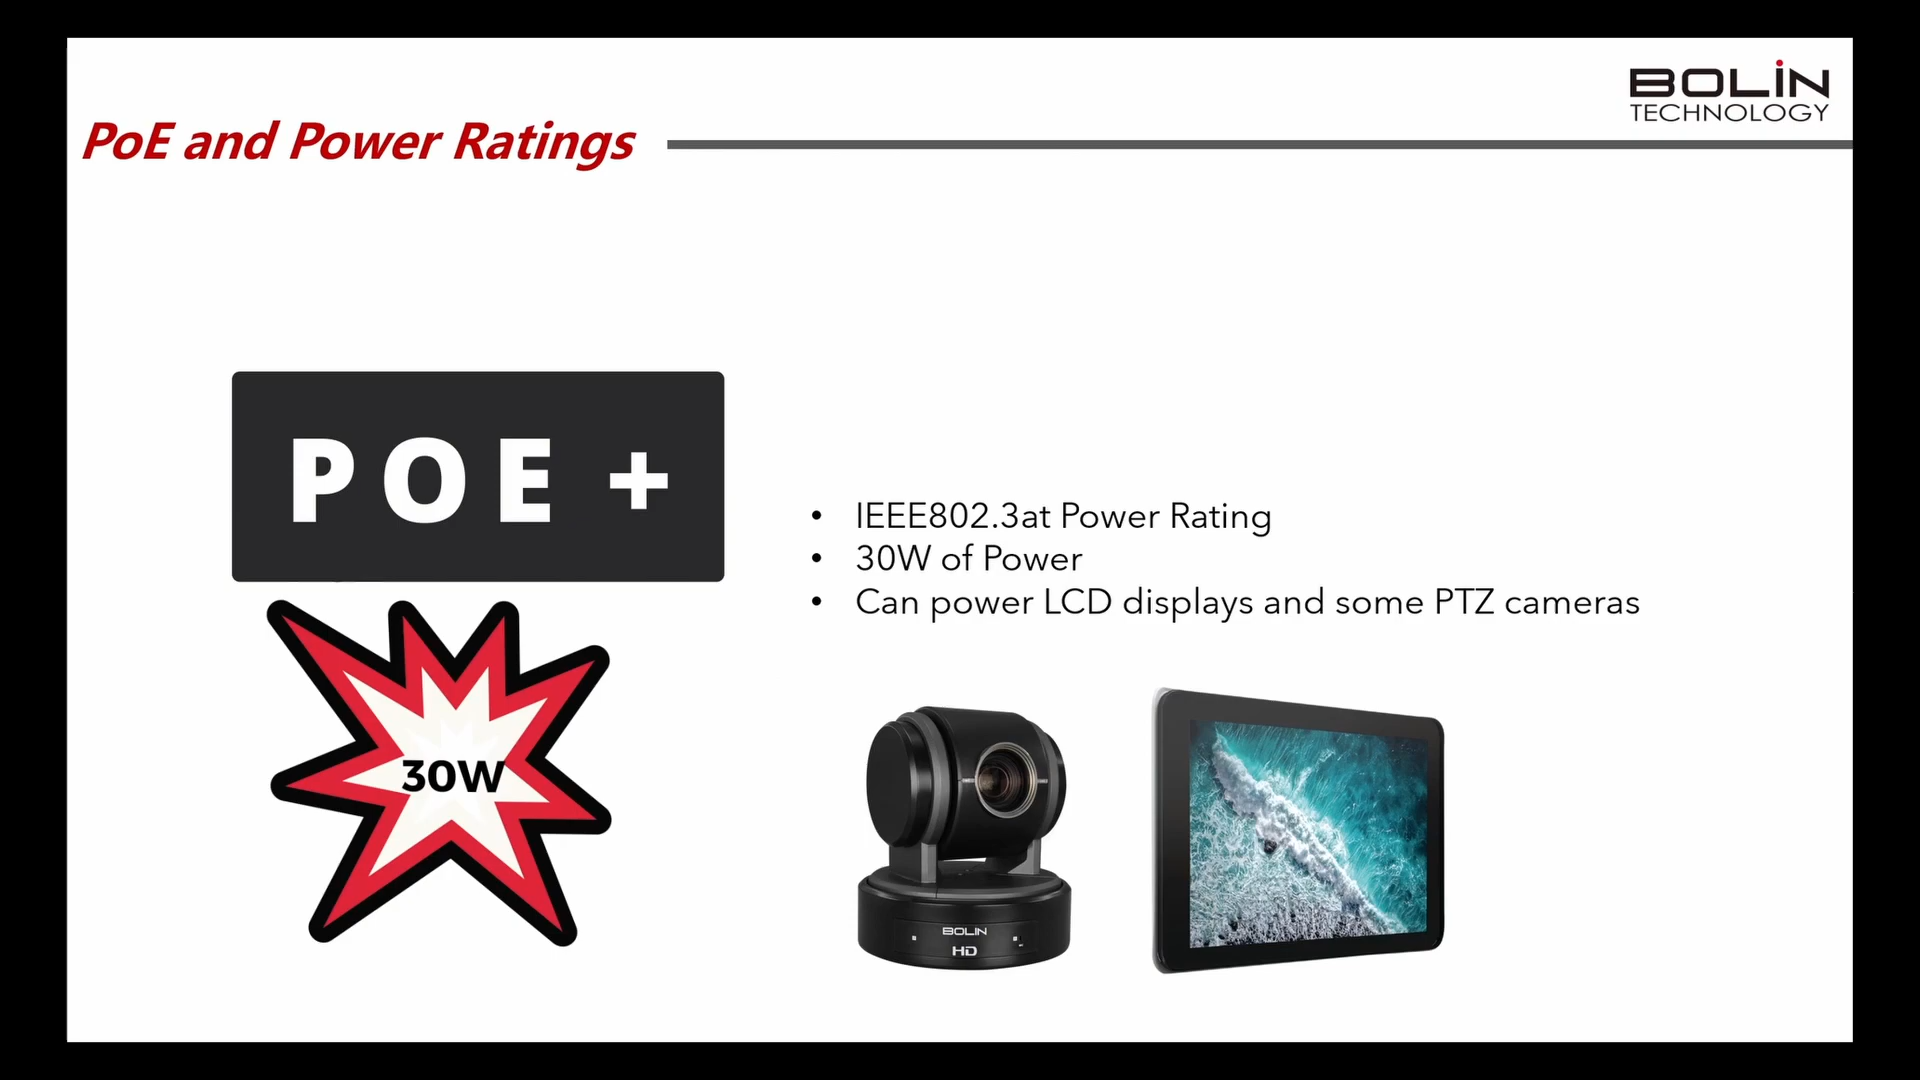 BOLIN
TECHNOLOGY
PoE and Power Ratings
POE +
• IEEE802.3at Power Rating
• 30W of Power
• Can power LCD displays and some PTZ cameras
30W
BOLIN
HD